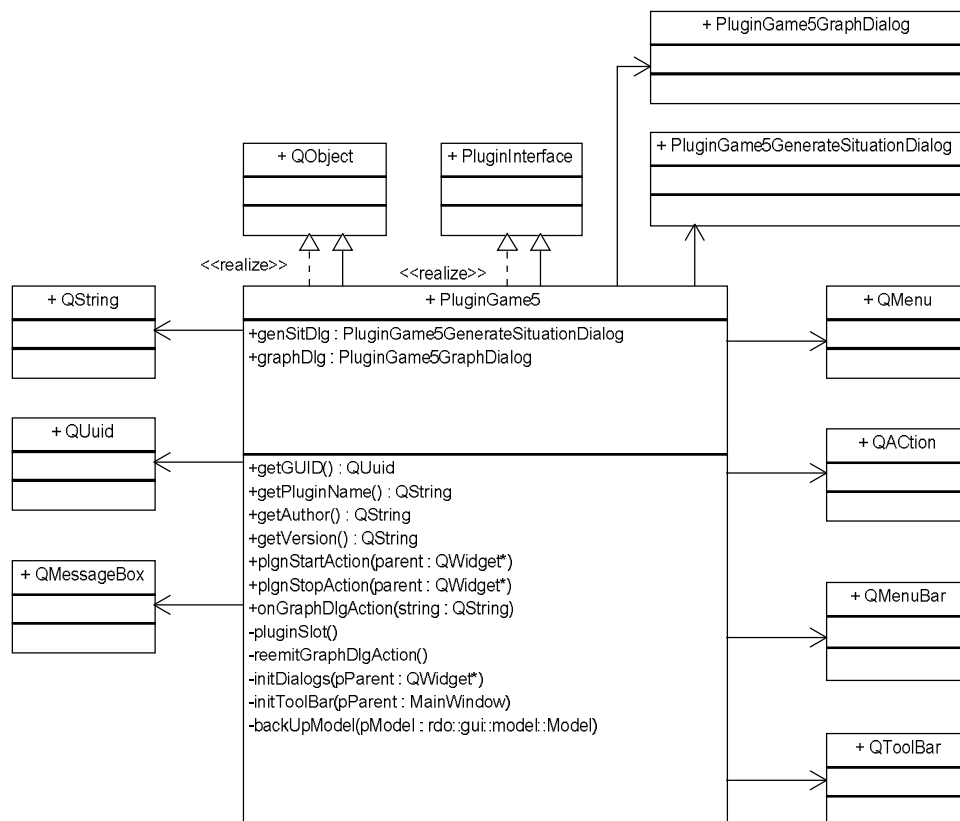 + PluginGame5GraphDialog
+ PluginGame5GenerateSituationDialog
+ QObject
+ PluginInterface
<<realize>>
<<realize>>
+ QString
+ PluginGame5
+ QMenu
+genSitDlg : PluginGame5GenerateSituationDialog
+graphDlg : PluginGame5GraphDialog
+ QUuid
+ QACtion
+getGUID() : QUuid
+getPluginName() : QString
+getAuthor() : QString
+getVersion() : QString
+plgnStartAction(parent : QWidget*)
+plgnStopAction(parent : QWidget*)
+onGraphDlgAction(string : QString)
-pluginSlot()
-reemitGraphDlgAction()
-initDialogs(pParent : QWidget*)
-initToolBar(pParent : MainWindow)
-backUpModel(pModel : rdo::gui::model::Model)
+ QMessageBox
+ QMenuBar
+ QToolBar